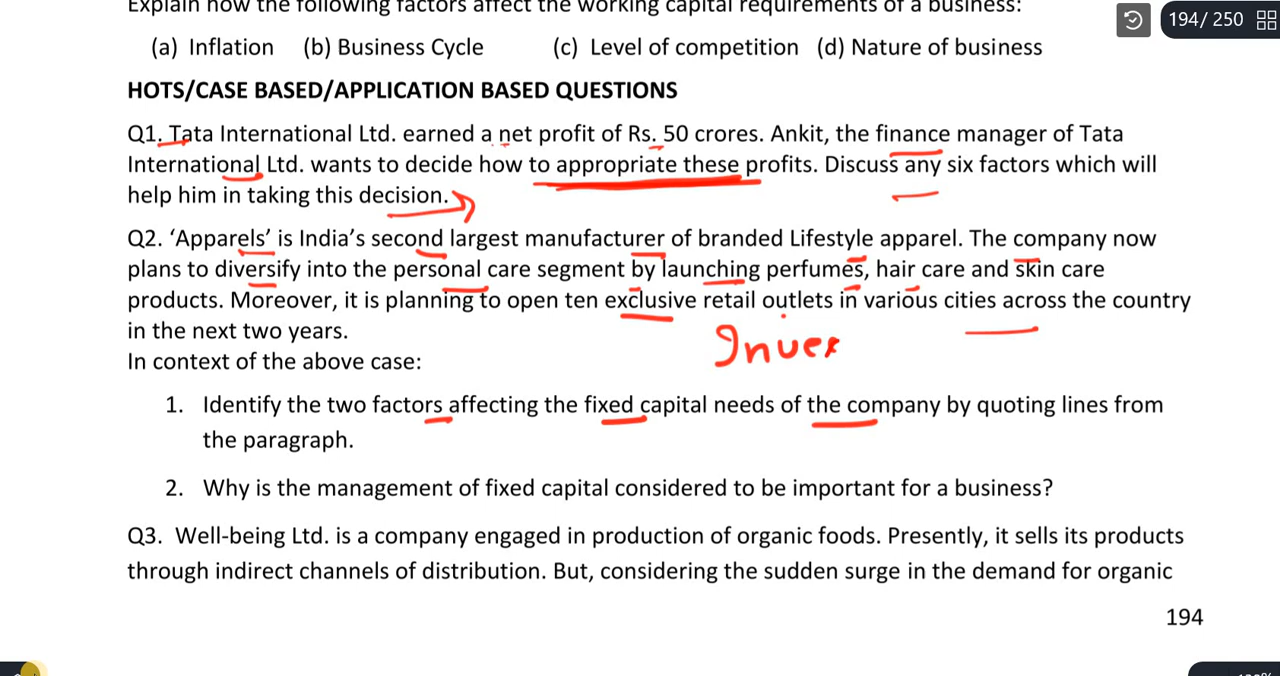 Explain how the following factors affect the working capital requirements of a business:
194/ 250
(a) Inflation (b) Business Cycle (c) Level of competition (d) Nature of business
HOTS/CASE BASED/APPLICATION BASED QUESTIONS
Q1. Tata International Ltd. earned a net profit of Rs. 50 crores. Ankit, the finance manager of Tata
International Ltd. wants to decide how to appropriate these profits. Discuss any six factors which will
help him in taking this decision.
Q2. ‘Apparels’ is India’s second largest manufacturer of branded Lifestyle apparel. The company now
plans to diversify into the personal care segment by launching perfumes, hair care and skin care
products. Moreover, it is planning to open ten exclusive retail outlets in various cities across the country
in the next two years.
In context of the above case:
1. Identify the two factors affecting the fixed capital needs of the company by quoting lines from
the paragraph.
2. Why is the management of fixed capital considered to be important for a business?
Q3. Well-being Ltd. is a company engaged in production of organic foods. Presently, it sells its products
through indirect channels of distribution. But, considering the sudden surge in the demand for organic
194